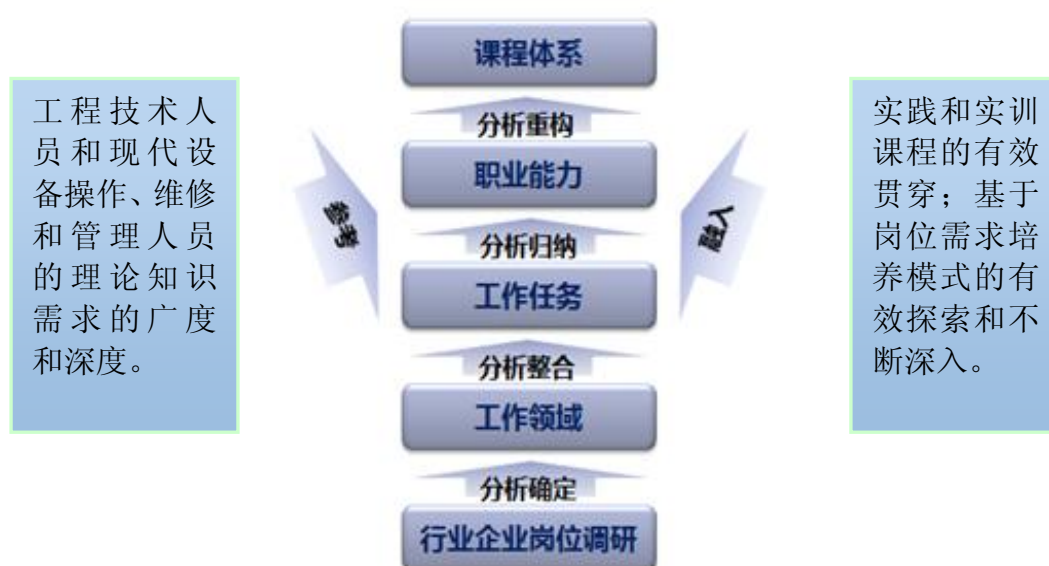 课程体系
分析重构
职业能力
分析归纳
工作任务
分析整合
工作领域
分析确定
行业企业岗位调研
工程技术人
员和现代设
备操作、维修
和管理人员
的理论知识
需求的广度
和深度。
参考
融入
实践和实训
课程的有效
贯穿；基于
岗位需求培
养模式的有
效探索和不
断深入。